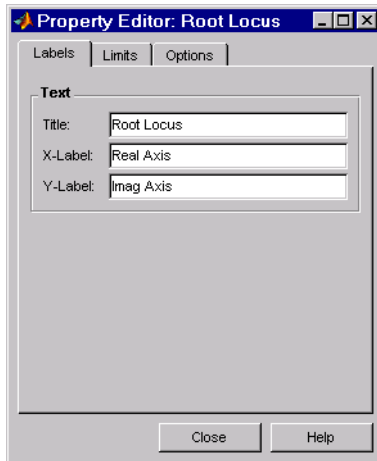 Property Editor: Root Locus
Labels Limits Options
Text
Title: Root Locus
X-Label: Real Axis
Y-Label: Imag Axis
Close Help